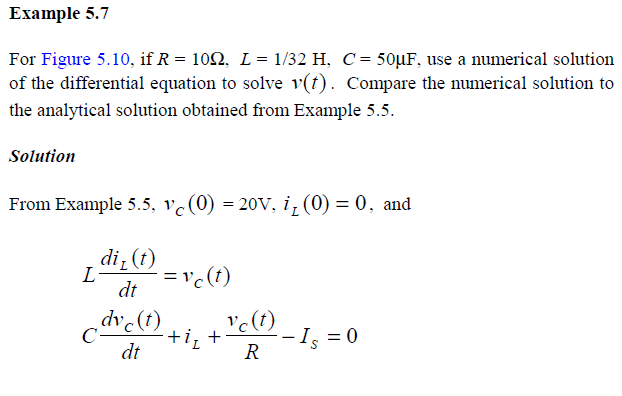 Example 5.7
For Figure 5.10, if R = 10Ω, L = 1/32 H, C = 50μF, use a numerical solution
of the differential equation to solve v(t). Compare the numerical solution to
the analytical solution obtained from Example 5.5.
Solution
From Example 5.5, v_C(0) = 20V, i_L(0) = 0, and
L di_L(t)/dt = v_C(t)
C dv_C(t)/dt + i_L + v_C(t)/R − I_S = 0